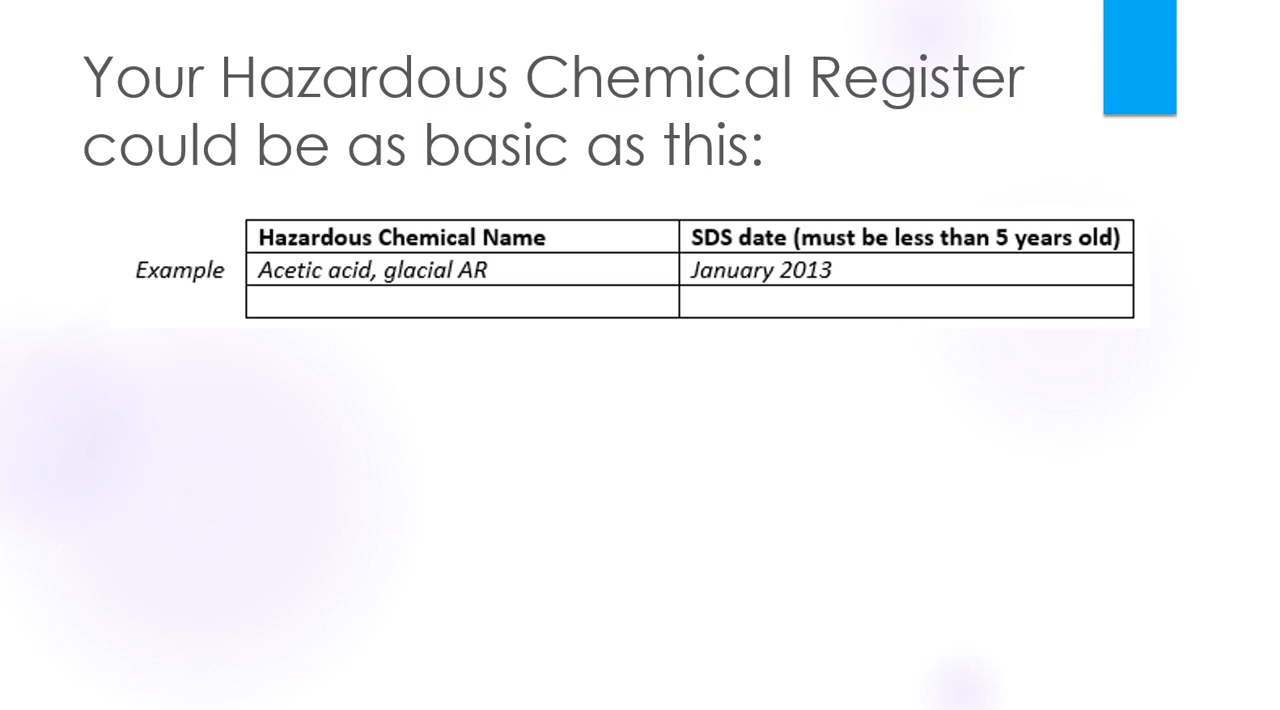 Your Hazardous Chemical Register
could be as basic as this:
Hazardous Chemical Name SDS date (must be less than 5 years old)
Example Acetic acid, glacial AR January 2013